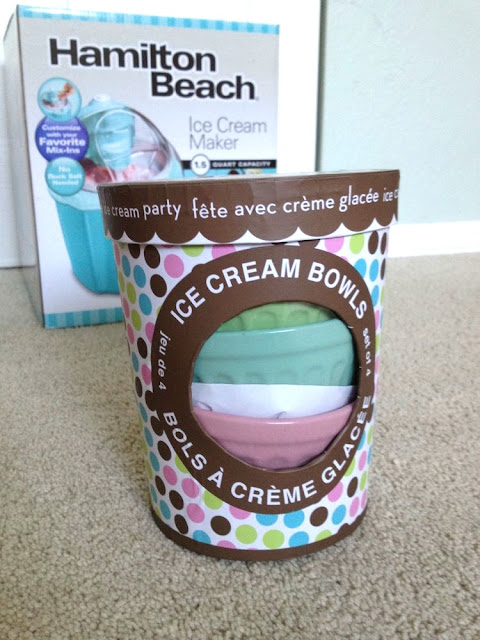 Hamilton
Beach
Ice Cream
Maker
1.5 QUART CAPACITY
Customize
with your
Favorite
Mix-Ins
No
Rock Salt
Needed
cream party fête avec crème glacée ice
ICE CREAM BOWLS
jeu de 4
set of 4
BOLS À CRÈME GLACÉE